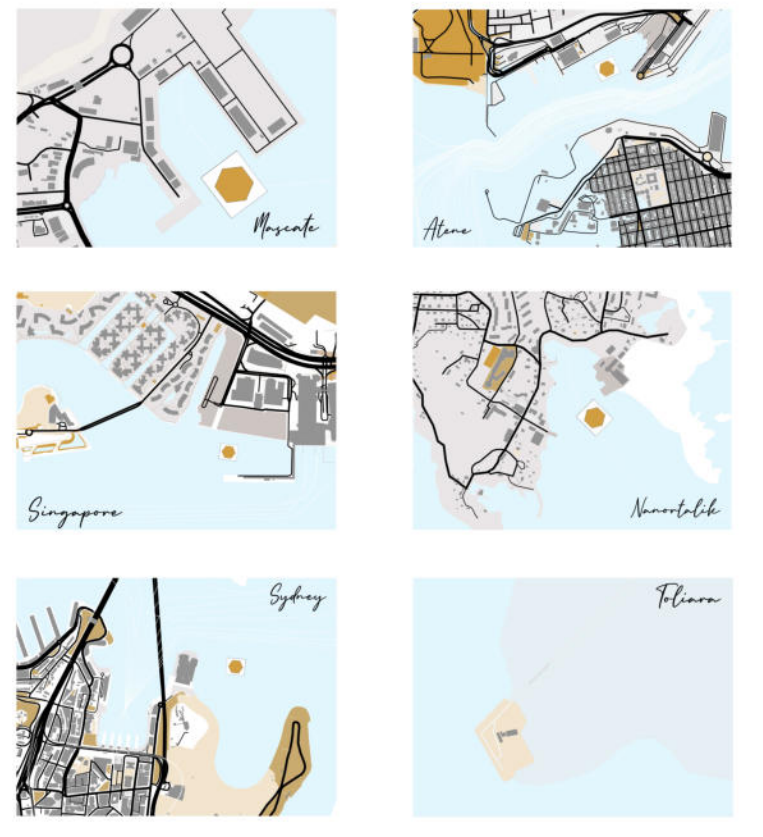 Mascate
Atene
Singapore
Nanortalik
Sydney
Toliara